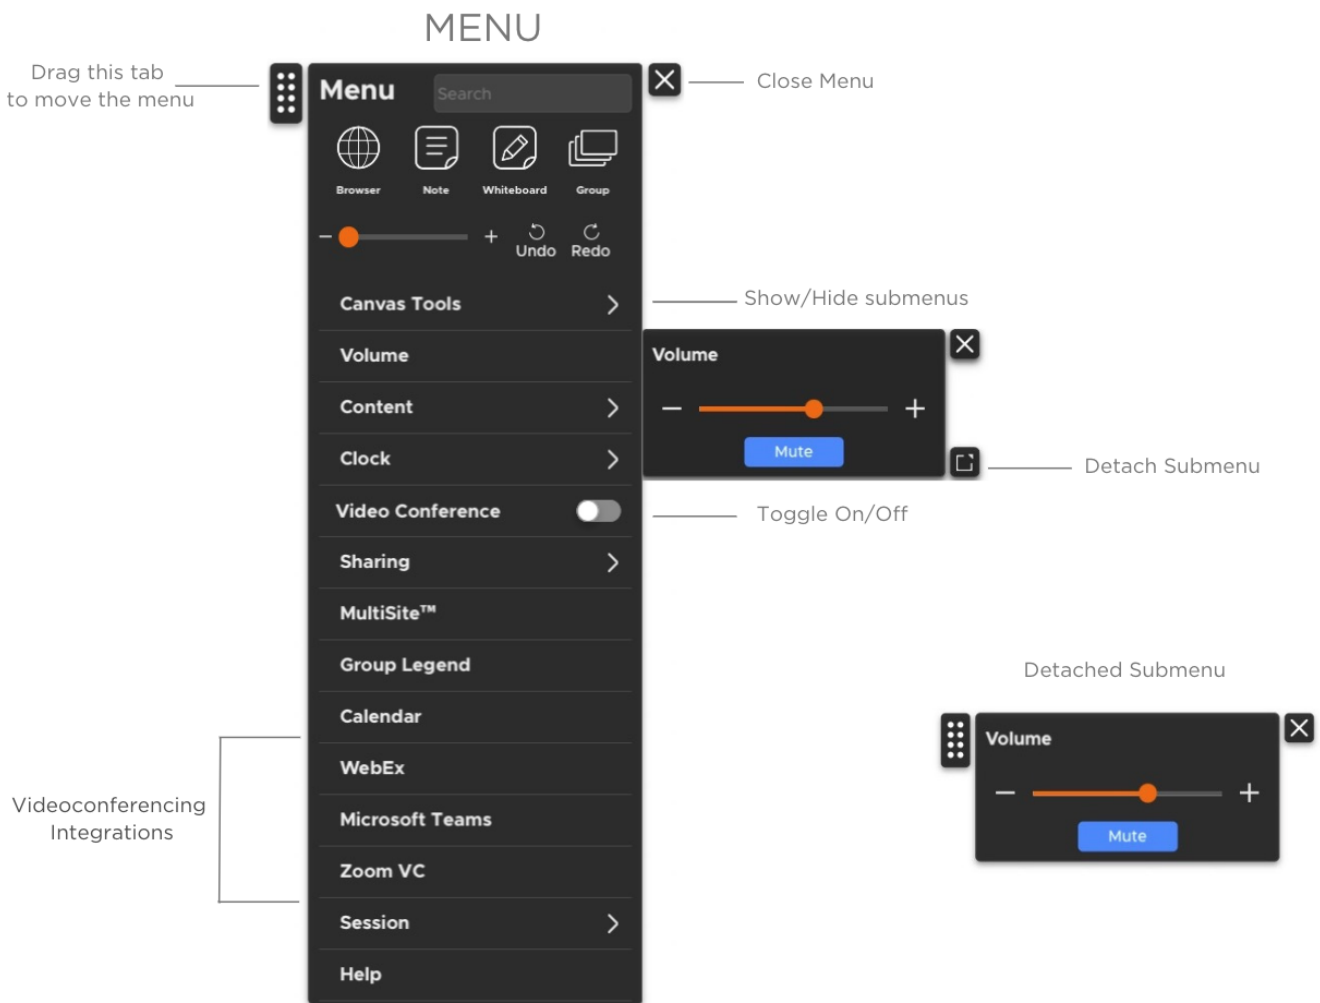 MENU
Drag this tab
to move the menu
Menu
Search
Close Menu
Browser
Note
Whiteboard
Group
Undo
Redo
Canvas Tools
Show/Hide submenus
Volume
Volume
Mute
Content
Clock
Detach Submenu
Video Conference
Toggle On/Off
Sharing
MultiSite™
Group Legend
Detached Submenu
Calendar
Volume
Mute
WebEx
Videoconferencing
Integrations
Microsoft Teams
Zoom VC
Session
Help